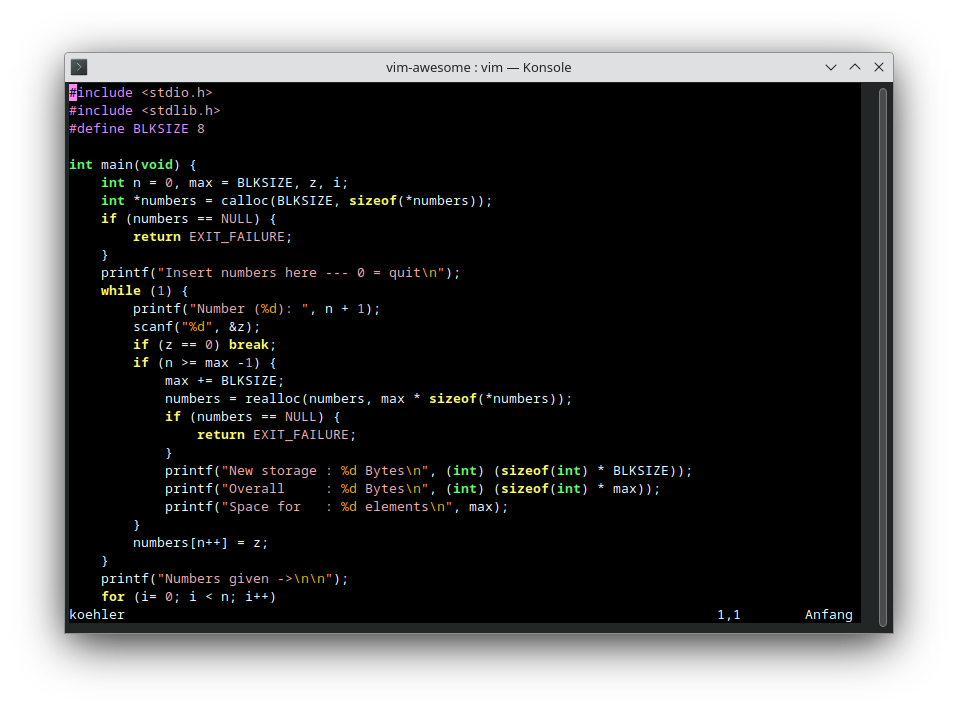 vim-awesome : vim — Konsole
#include <stdio.h>
#include <stdlib.h>
#define BLKSIZE 8

int main(void) {
    int n = 0, max = BLKSIZE, z, i;
    int *numbers = calloc(BLKSIZE, sizeof(*numbers));
    if (numbers == NULL) {
        return EXIT_FAILURE;
    }
    printf("Insert numbers here --- 0 = quit\n");
    while (1) {
        printf("Number (%d): ", n + 1);
        scanf("%d", &z);
        if (z == 0) break;
        if (n >= max -1) {
            max += BLKSIZE;
            numbers = realloc(numbers, max * sizeof(*numbers));
            if (numbers == NULL) {
                return EXIT_FAILURE;
            }
            printf("New storage : %d Bytes\n", (int) (sizeof(int) * BLKSIZE));
            printf("Overall     : %d Bytes\n", (int) (sizeof(int) * max));
            printf("Space for   : %d elements\n", max);
        }
        numbers[n++] = z;
    }
    printf("Numbers given ->\n\n");
    for (i= 0; i < n; i++)
koehler 1,1 Anfang